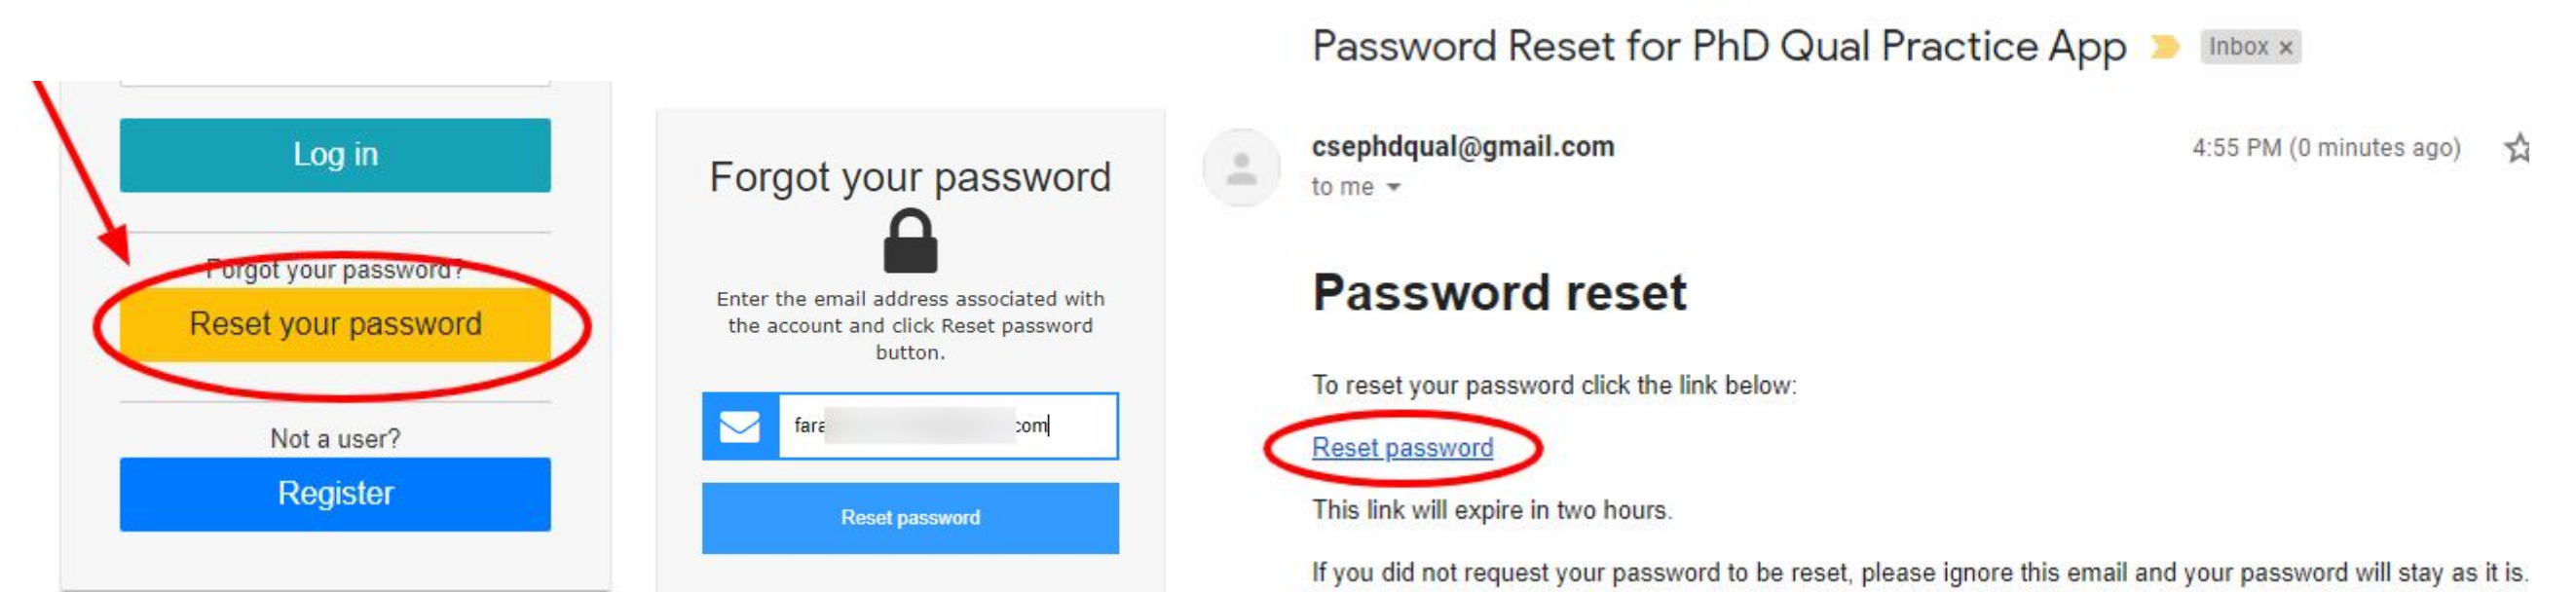 Log in
Forgot your password?
Reset your password
Not a user?
Register
Forgot your password
Enter the email address associated with
the account and click Reset password
button.
fara com
Reset password
Password Reset for PhD Qual Practice App
Inbox x
csephdqual@gmail.com
4:55 PM (0 minutes ago)
to me
Password reset
To reset your password click the link below:
Reset password
This link will expire in two hours.
If you did not request your password to be reset, please ignore this email and your password will stay as it is.